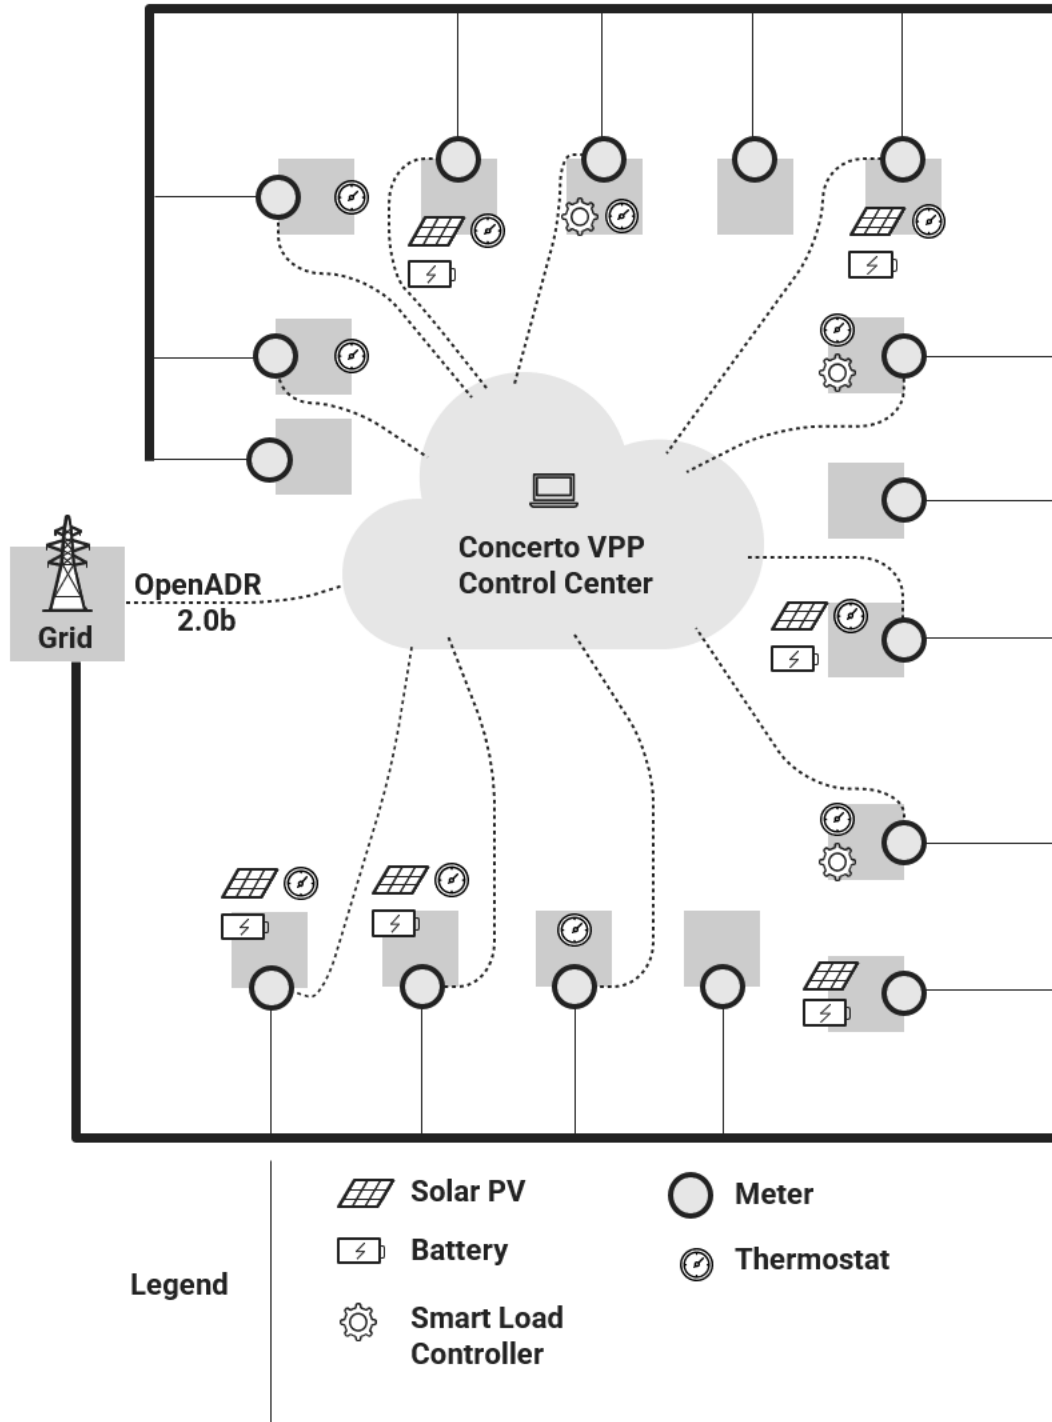 Concerto VPP
Control Center
OpenADR
2.0b
Grid
Legend
Solar PV
Battery
Smart Load
Controller
Meter
Thermostat